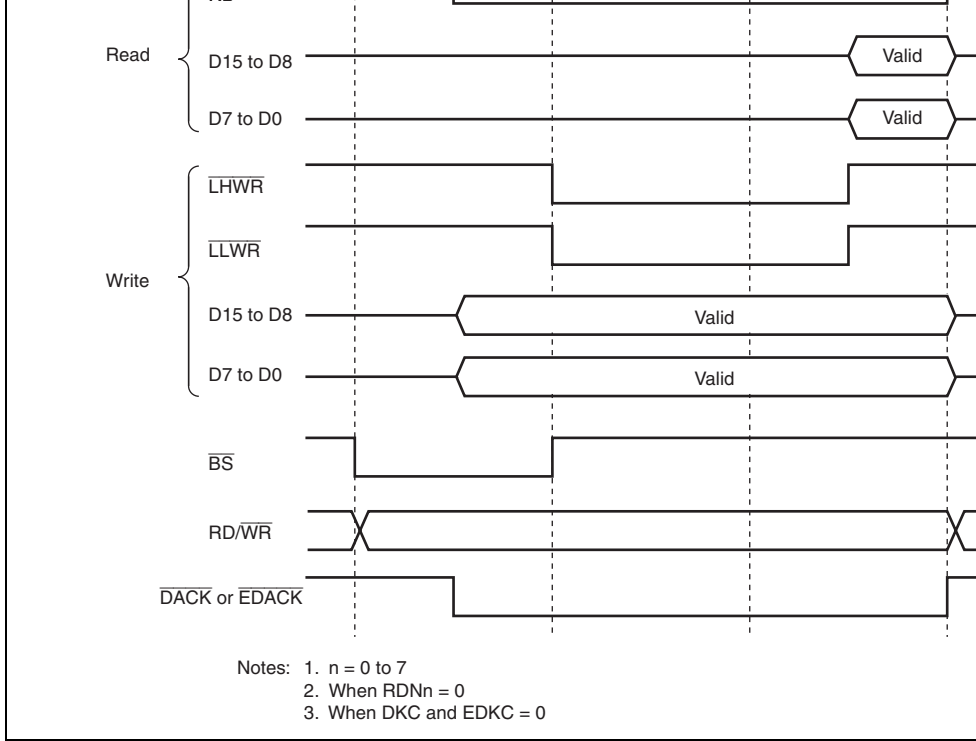 Read
D15 to D8
Valid
D7 to D0
Valid
LHWR
LLWR
Write
D15 to D8
Valid
D7 to D0
Valid
BS
RD/WR
DACK or EDACK
Notes: 1. n = 0 to 7
2. When RDNn = 0
3. When DKC and EDKC = 0